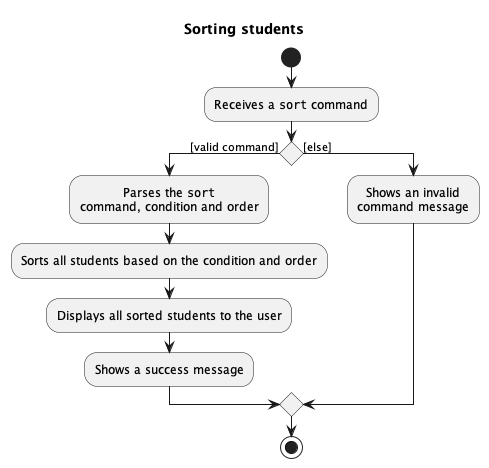 Sorting students
Receives a sort command
[valid command]
[else]
Parses the sort
command, condition and order
Shows an invalid
command message
Sorts all students based on the condition and order
Displays all sorted students to the user
Shows a success message